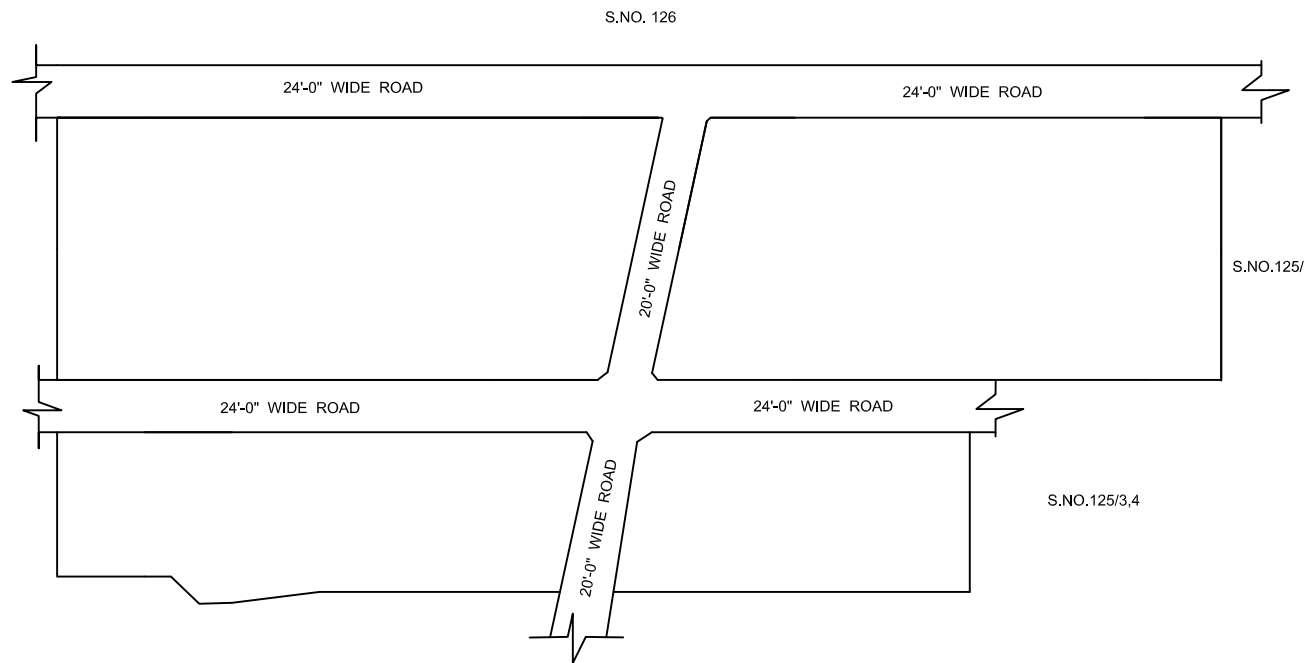 S.NO. 126
24'-0" WIDE ROAD
24'-0" WIDE ROAD
20'-0" WIDE ROAD
S.NO.125/
24'-0" WIDE ROAD
24'-0" WIDE ROAD
20'-0" WIDE ROAD
S.NO.125/3,4